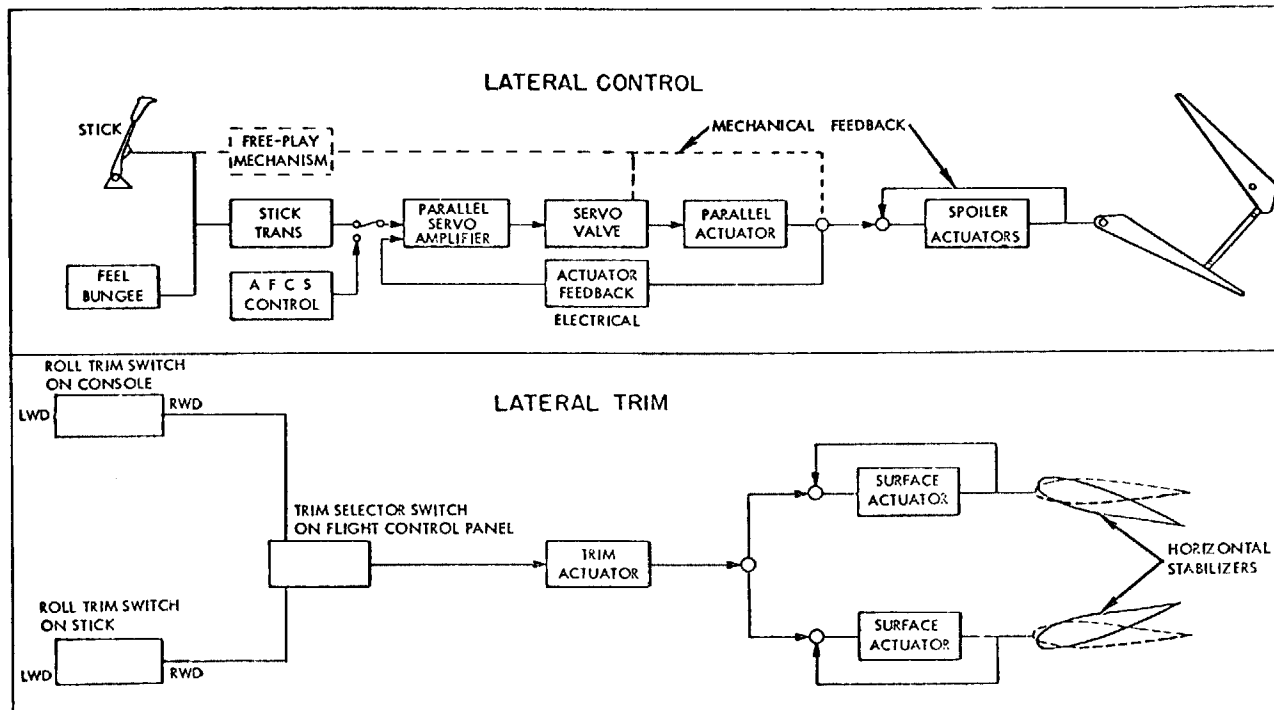 LATERAL CONTROL
STICK
FREE-PLAY
MECHANISM
MECHANICAL FEEDBACK
STICK
TRANS
PARALLEL
SERVO
AMPLIFIER
SERVO
VALVE
PARALLEL
ACTUATOR
SPOILER
ACTUATORS
FEEL
BUNGEE
A F C S
CONTROL
ACTUATOR
FEEDBACK
ELECTRICAL
ROLL TRIM SWITCH
ON CONSOLE
LWD
RWD
LATERAL TRIM
TRIM SELECTOR SWITCH
ON FLIGHT CONTROL PANEL
TRIM
ACTUATOR
SURFACE
ACTUATOR
HORIZONTAL
STABILIZERS
ROLL TRIM SWITCH
ON STICK
LWD
RWD
SURFACE
ACTUATOR